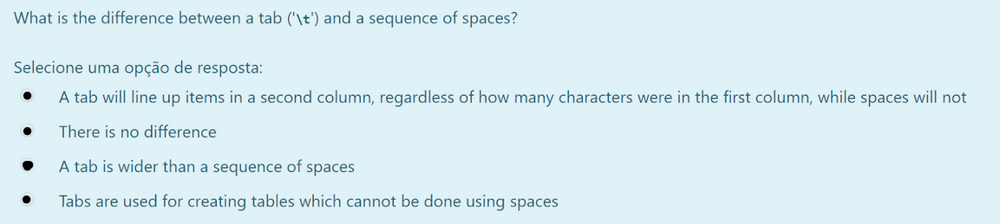 What is the difference between a tab ('\t') and a sequence of spaces?
Selecione uma opção de resposta:
A tab will line up items in a second column, regardless of how many characters were in the first column, while spaces will not
There is no difference
A tab is wider than a sequence of spaces
Tabs are used for creating tables which cannot be done using spaces